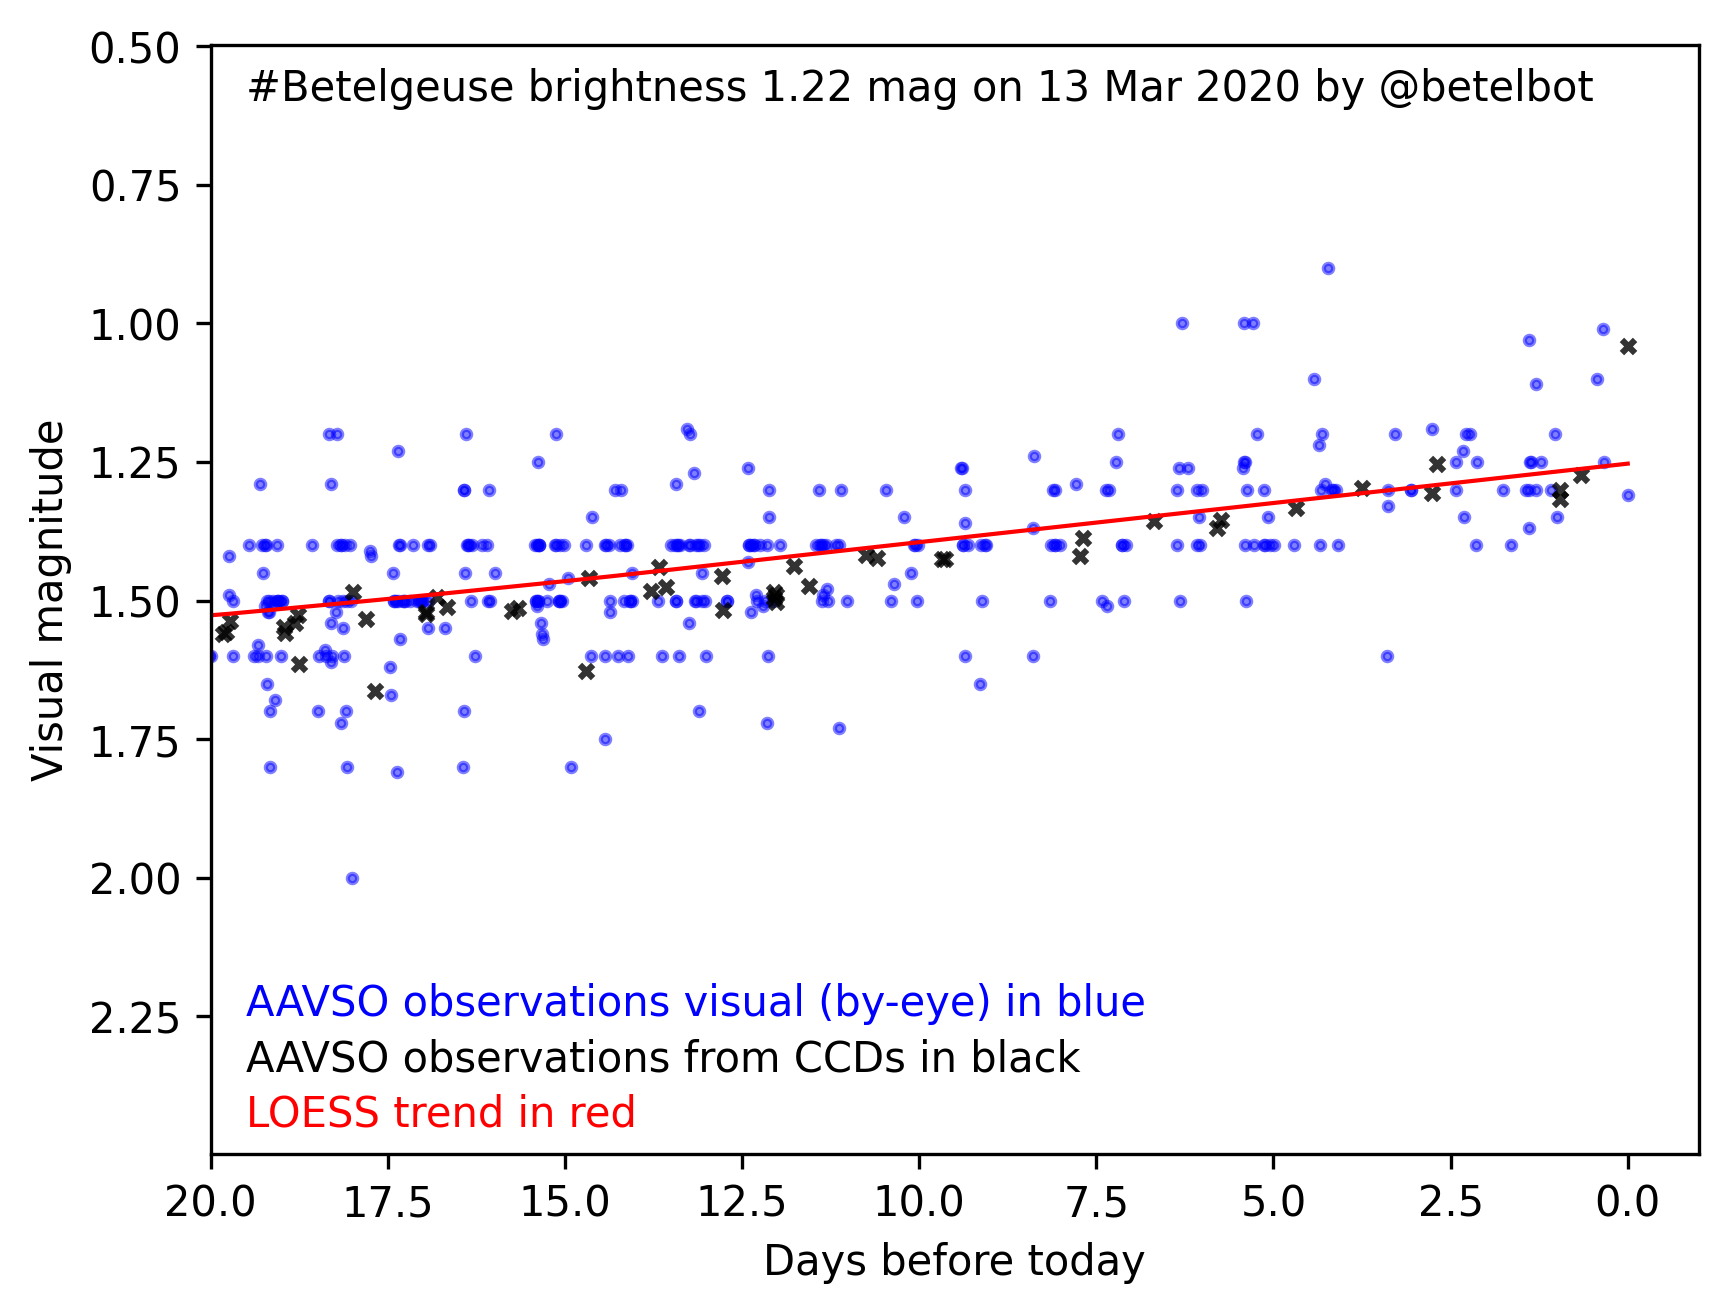 #Betelgeuse brightness 1.22 mag on 13 Mar 2020 by @betelbot
0.50
0.75
1.00
1.25
1.50
1.75
2.00
2.25
Visual magnitude
AAVSO observations visual (by-eye) in blue
AAVSO observations from CCDs in black
LOESS trend in red
20.0 17.5 15.0 12.5 10.0 7.5 5.0 2.5 0.0
Days before today